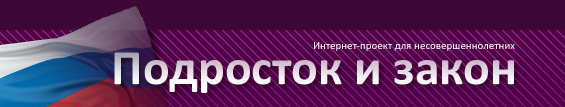 Интернет-проект для несовершеннолетних
Подросток и закон